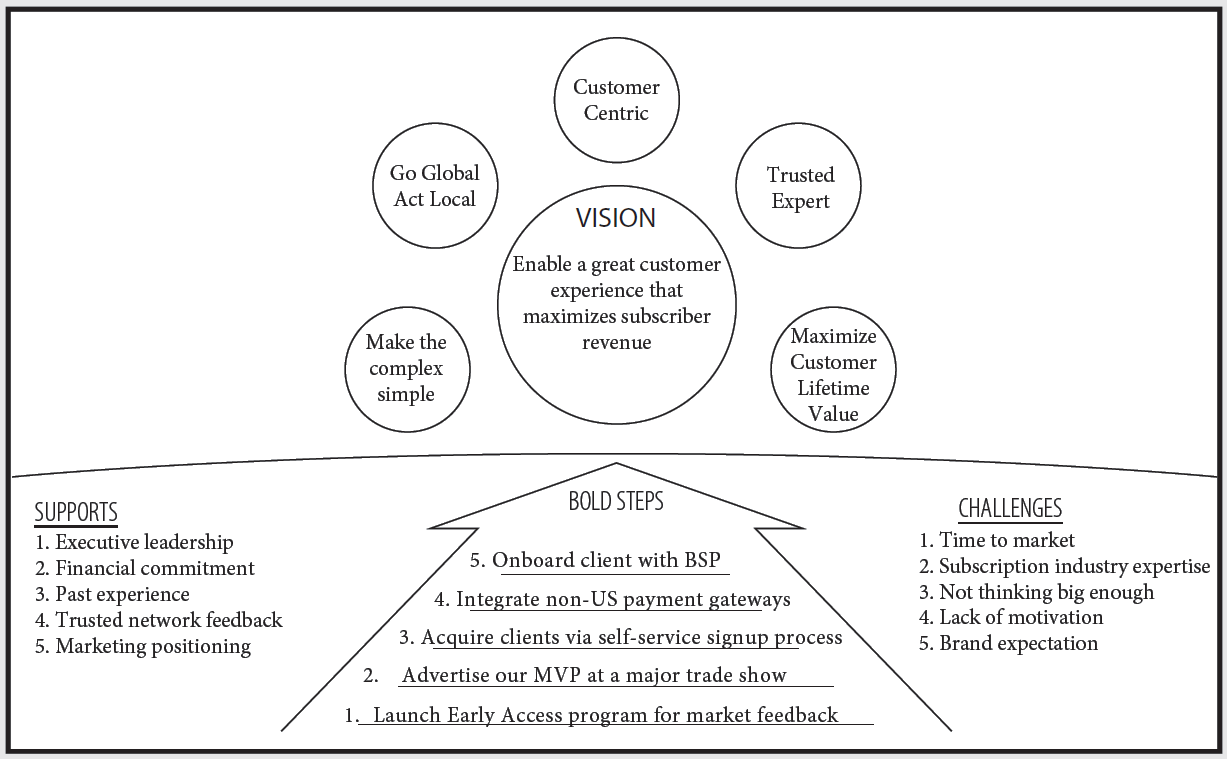 Customer
Centric
Go Global
Act Local
Trusted
Expert
VISION
Enable a great customer
experience that
maximizes subscriber
revenue
Make the
complex
simple
Maximize
Customer
Lifetime
Value
SUPPORTS
1. Executive leadership
2. Financial commitment
3. Past experience
4. Trusted network feedback
5. Marketing positioning
BOLD STEPS
5. Onboard client with BSP
4. Integrate non-US payment gateways
3. Acquire clients via self-service signup process
2. Advertise our MVP at a major trade show
1. Launch Early Access program for market feedback
CHALLENGES
1. Time to market
2. Subscription industry expertise
3. Not thinking big enough
4. Lack of motivation
5. Brand expectation